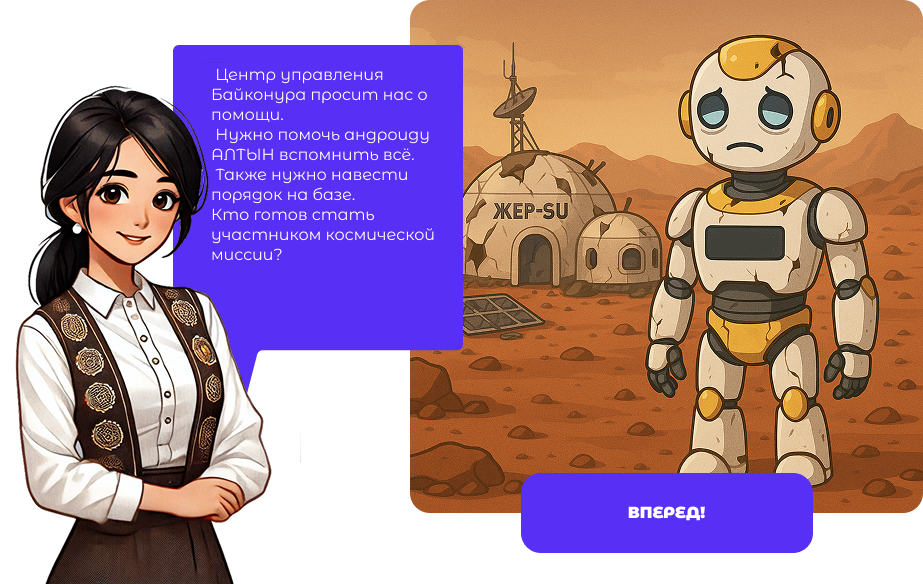 Центр управления
Байконура просит нас о
помощи.
Нужно помочь андроиду
АЛТЫН вспомнить всё.
Также нужно навести
порядок на базе.
Кто готов стать
участником космической
миссии?
ЖЕР-SU
ВПЕРЕД!